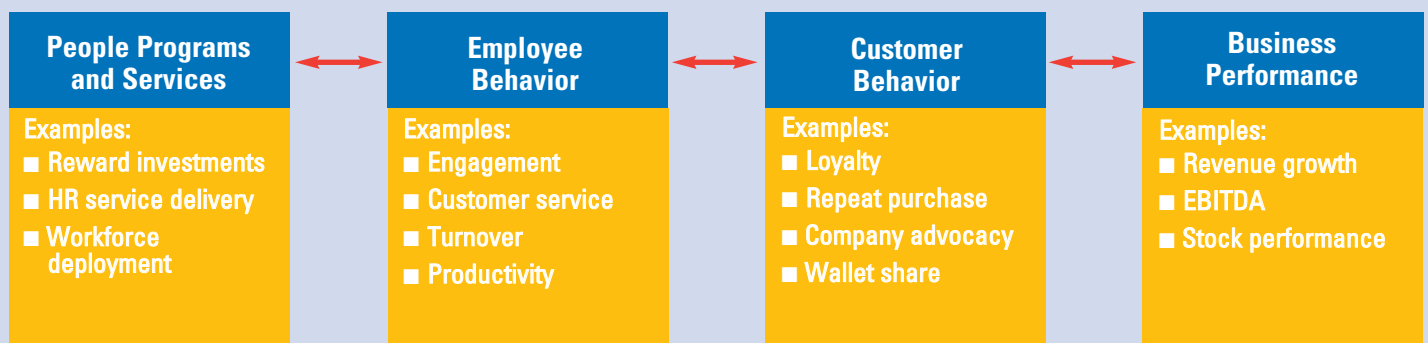 People Programs
and Services
Examples:
■ Reward investments
■ HR service delivery
■ Workforce
deployment
Employee
Behavior
Examples:
■ Engagement
■ Customer service
■ Turnover
■ Productivity
Customer
Behavior
Examples:
■ Loyalty
■ Repeat purchase
■ Company advocacy
■ Wallet share
Business
Performance
Examples:
■ Revenue growth
■ EBITDA
■ Stock performance